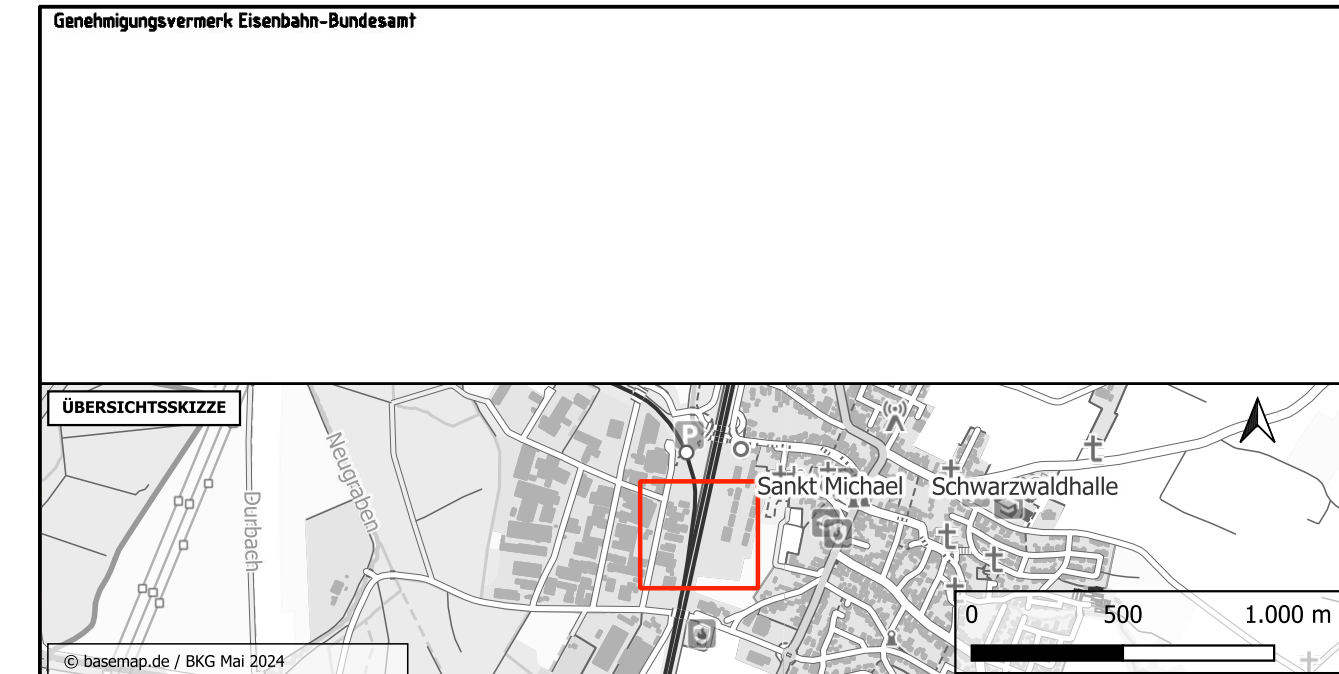 Genehmigungsvermerk Eisenbahn-Bundesamt
ÜBERSICHTSSKIZZE
Neugraben
Durbach
P
Sankt Michael
Schwarzwaldhalle
0 500 1.000 m
© basemap.de / BKG Mai 2024